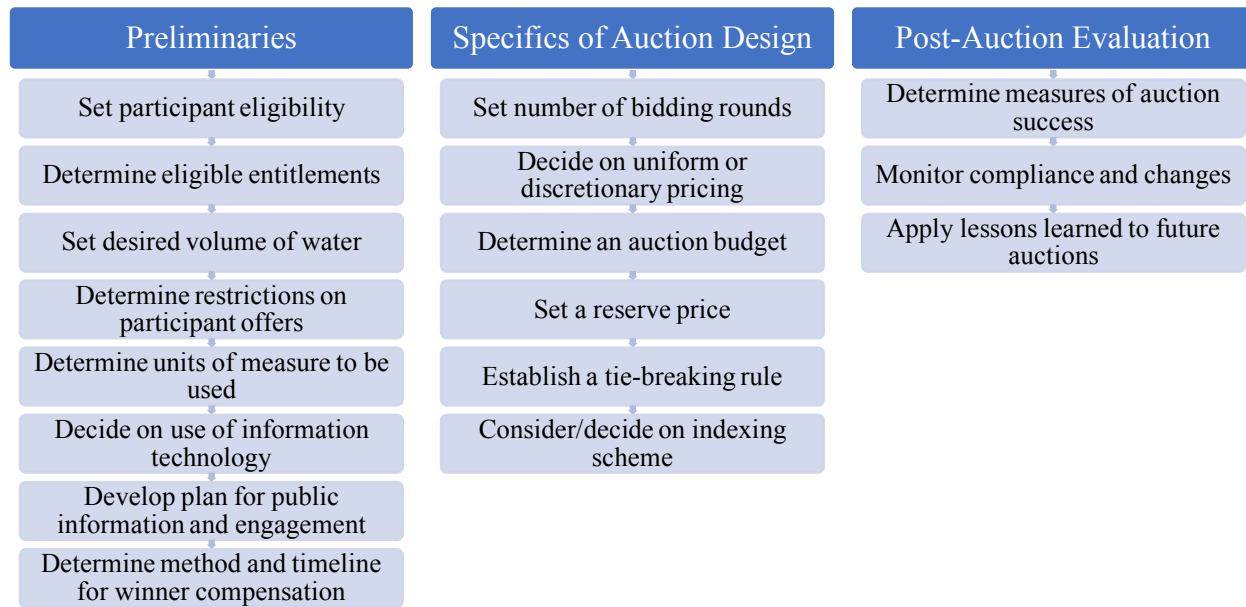 Preliminaries
Set participant eligibility
Determine eligible entitlements
Set desired volume of water
Determine restrictions on
participant offers
Determine units of measure to be
used
Decide on use of information
technology
Develop plan for public
information and engagement
Determine method and timeline
for winner compensation
Specifics of Auction Design
Set number of bidding rounds
Decide on uniform or
discretionary pricing
Determine an auction budget
Set a reserve price
Establish a tie-breaking rule
Consider/decide on indexing
scheme
Post-Auction Evaluation
Determine measures of auction
success
Monitor compliance and changes
Apply lessons learned to future
auctions